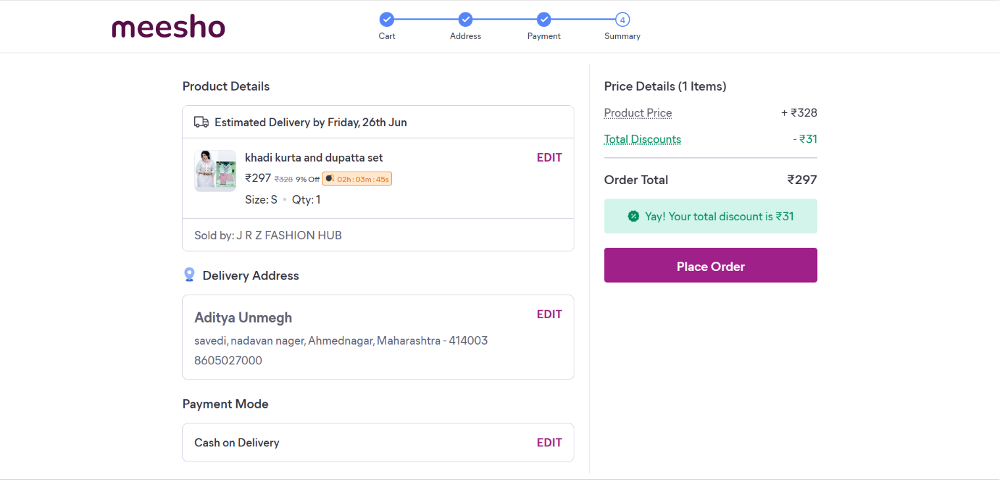 meesho
4
Cart
Address
Payment
Summary
Product Details
Estimated Delivery by Friday, 26th Jun
khadi kurta and dupatta set
EDIT
₹297 ₹328 9% Off 02h : 03m : 45s
Size: S • Qty: 1
Sold by: J R Z FASHION HUB
Delivery Address
Aditya Unmegh
EDIT
savedi, nadavan nager, Ahmednagar, Maharashtra - 414003
8605027000
Payment Mode
Cash on Delivery
EDIT
Price Details (1 Items)
Product Price + ₹328
Total Discounts - ₹31
Order Total ₹297
Yay! Your total discount is ₹31
Place Order